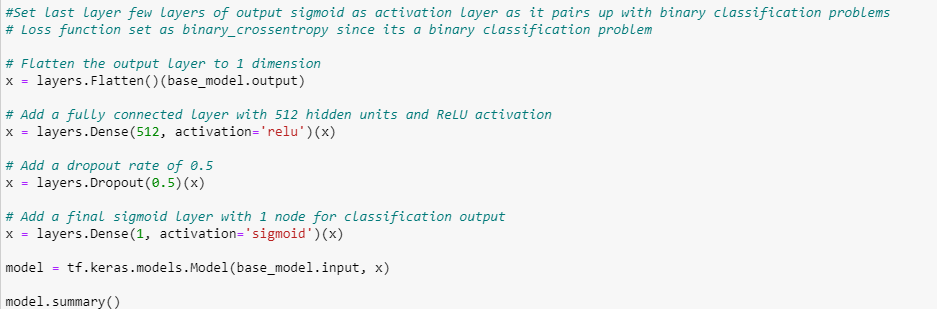 #Set last layer few layers of output sigmoid as activation layer as it pairs up with binary classification problems
# Loss function set as binary_crossentropy since its a binary classification problem
# Flatten the output layer to 1 dimension
x = layers.Flatten()(base_model.output)
# Add a fully connected layer with 512 hidden units and ReLU activation
x = layers.Dense(512, activation='relu')(x)
# Add a dropout rate of 0.5
x = layers.Dropout(0.5)(x)
# Add a final sigmoid layer with 1 node for classification output
x = layers.Dense(1, activation='sigmoid')(x)
model = tf.keras.models.Model(base_model.input, x)
model.summary()